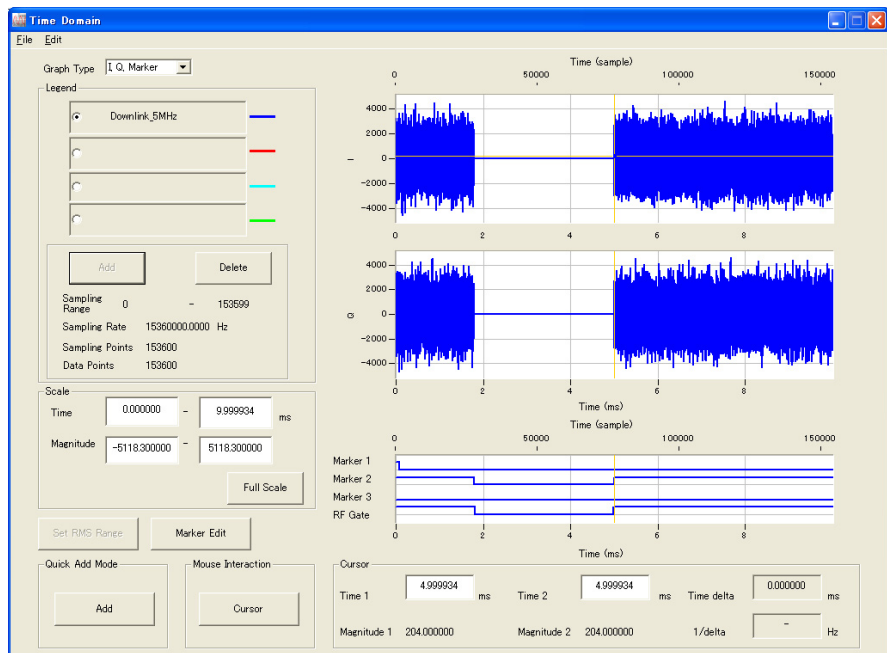 Time Domain
File Edit
Graph Type I, Q, Marker
Legend
Downlink_5MHz
Add Delete
Sampling Range 0 - 153599
Sampling Rate 15360000.0000 Hz
Sampling Points 153600
Data Points 153600
Scale
Time 0.000000 - 9.999934 ms
Magnitude -5118.300000 - 5118.300000
Full Scale
Set RMS Range Marker Edit
Quick Add Mode
Add
Mouse Interaction
Cursor
Time (sample)
0 50000 100000 150000
4000
2000
I 0
-2000
-4000
0 2 4 6 8
4000
2000
Q 0
-2000
-4000
0 2 4 6 8
Time (ms)
Time (sample)
0 50000 100000 150000
Marker 1
Marker 2
Marker 3
RF Gate
0 2 4 6 8
Time (ms)
Cursor
Time 1 4.999934 ms Time 2 4.999934 ms Time delta 0.000000 ms
Magnitude 1 204.000000 Magnitude 2 204.000000 1/delta - Hz